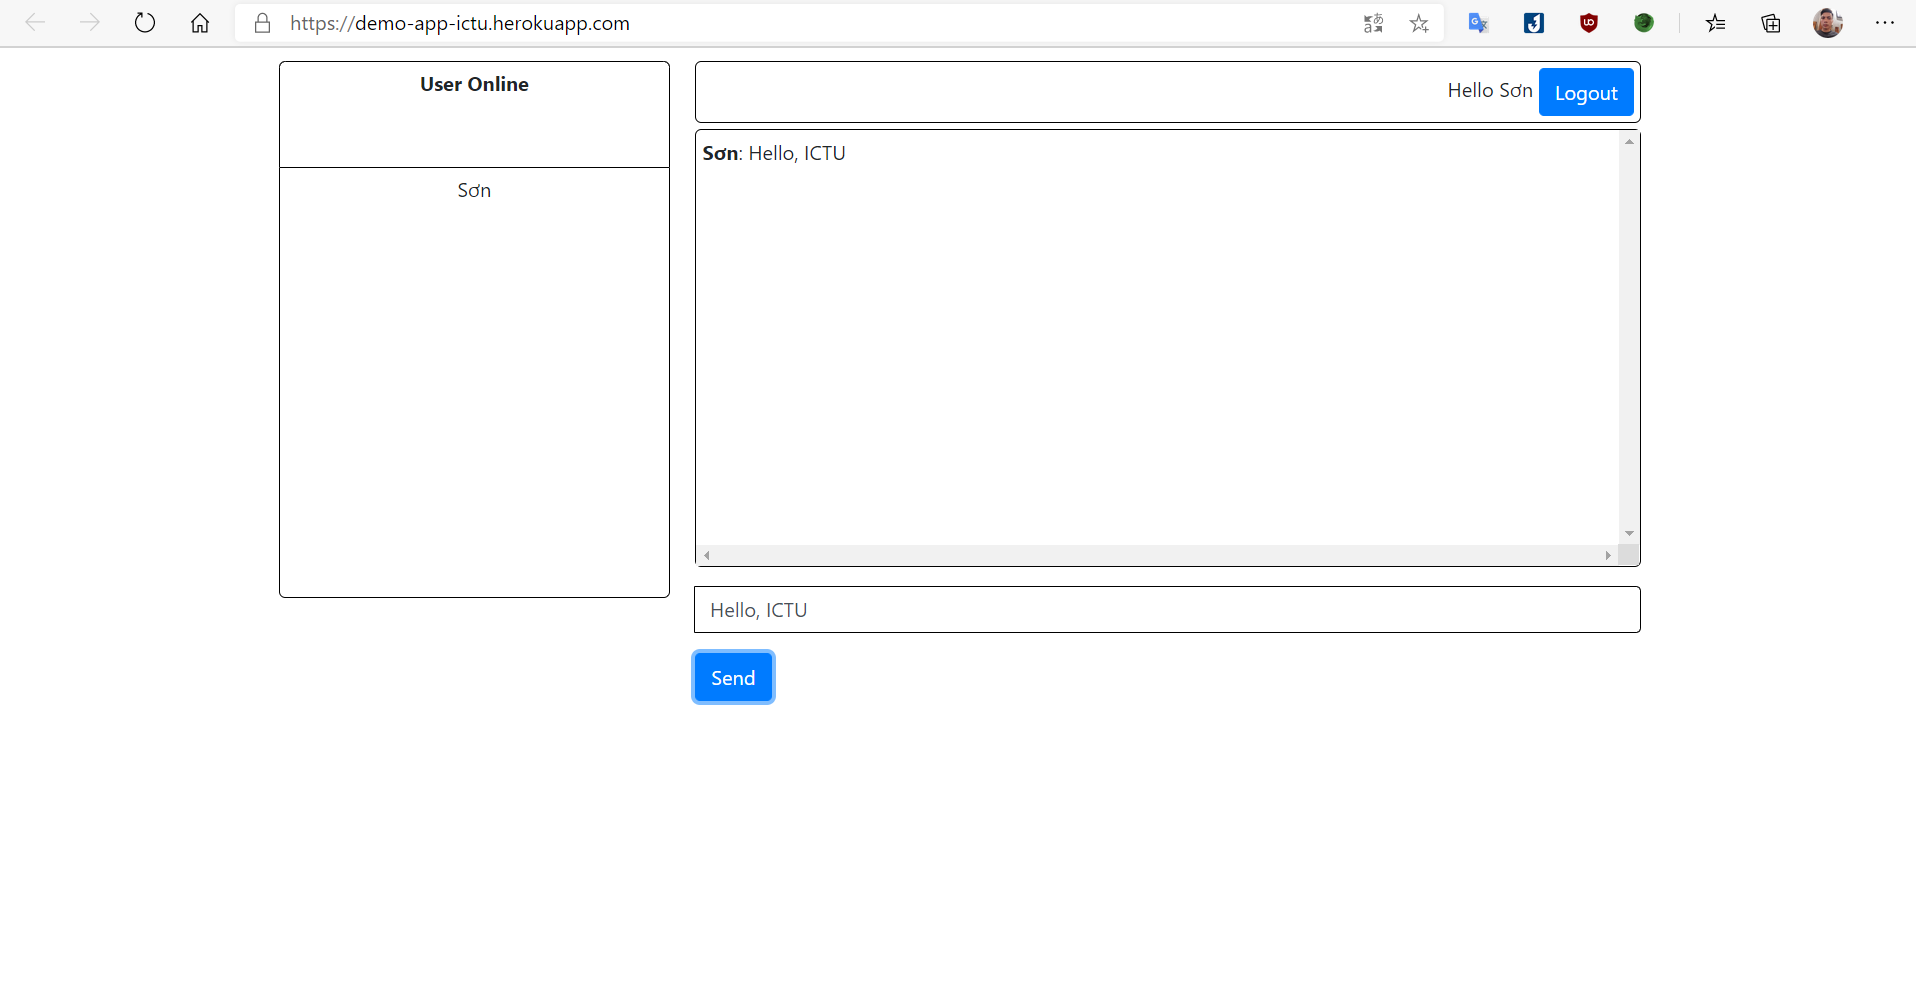 https://demo-app-ictu.herokuapp.com
User Online
Sơn
Hello Sơn Logout
Sơn: Hello, ICTU
Hello, ICTU
Send